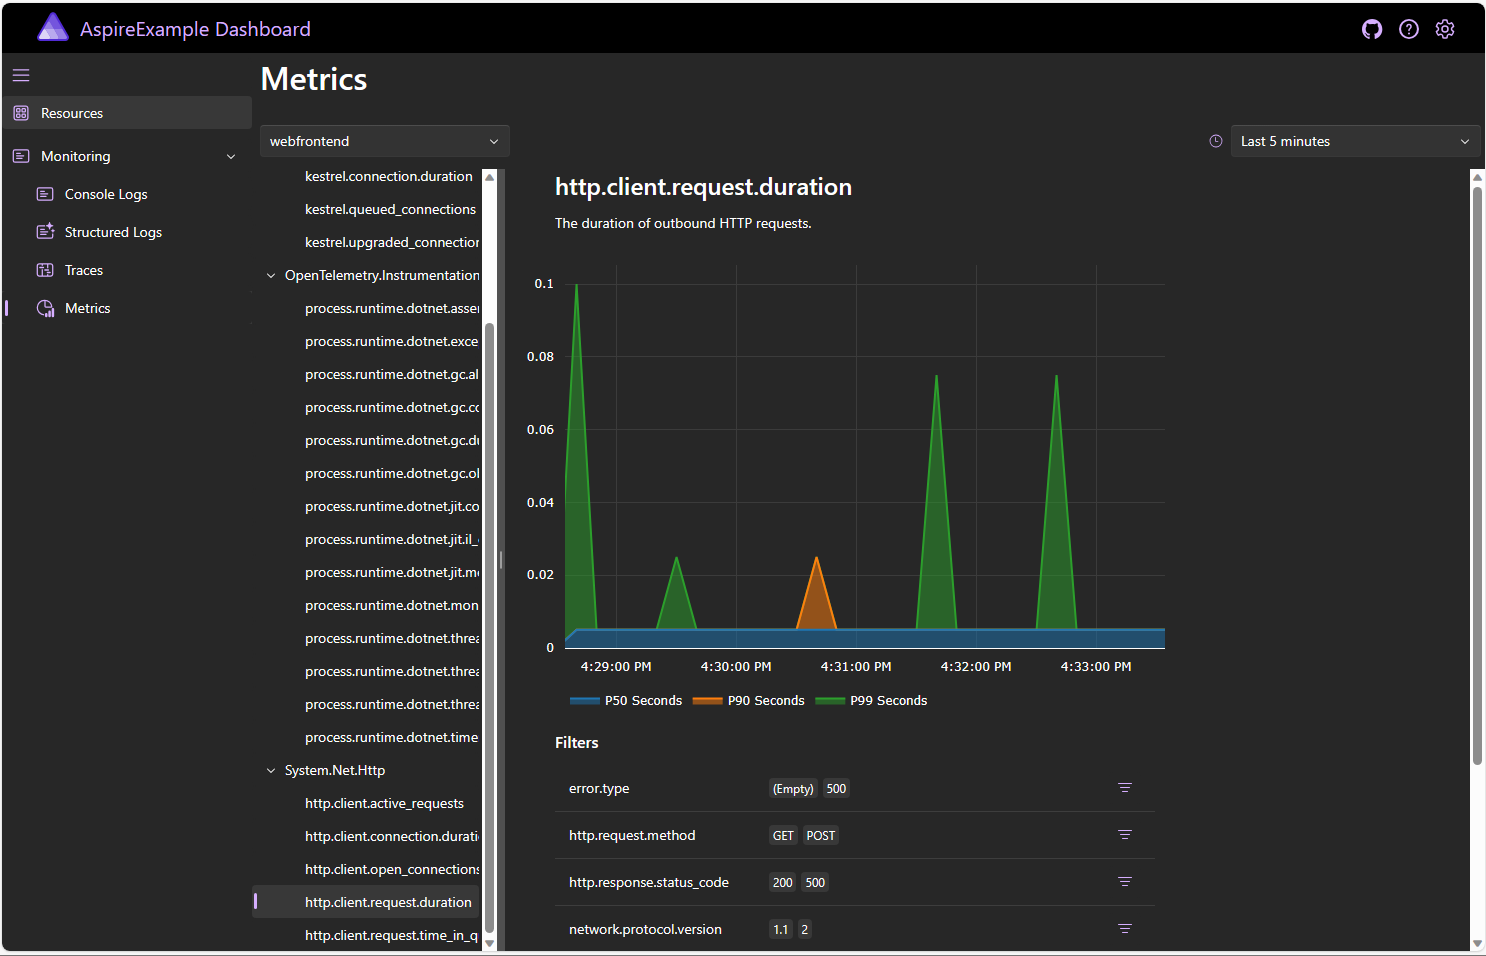 AspireExample Dashboard
Metrics
Resources
Monitoring
Console Logs
Structured Logs
Traces
Metrics
webfrontend
Last 5 minutes
kestrel.connection.duration
kestrel.queued_connections
kestrel.upgraded_connection
OpenTelemetry.Instrumentation
process.runtime.dotnet.asse
process.runtime.dotnet.exce
process.runtime.dotnet.gc.al
process.runtime.dotnet.gc.co
process.runtime.dotnet.gc.du
process.runtime.dotnet.gc.ol
process.runtime.dotnet.jit.co
process.runtime.dotnet.jit.il_
process.runtime.dotnet.jit.me
process.runtime.dotnet.mon
process.runtime.dotnet.threa
process.runtime.dotnet.threa
process.runtime.dotnet.threa
process.runtime.dotnet.time
System.Net.Http
http.client.active_requests
http.client.connection.durati
http.client.open_connections
http.client.request.duration
http.client.request.time_in_q
http.client.request.duration
The duration of outbound HTTP requests.
0.1
0.08
0.06
0.04
0.02
0
4:29:00 PM 4:30:00 PM 4:31:00 PM 4:32:00 PM 4:33:00 PM
P50 Seconds P90 Seconds P99 Seconds
Filters
error.type (Empty) 500
http.request.method GET POST
http.response.status_code 200 500
network.protocol.version 1.1 2